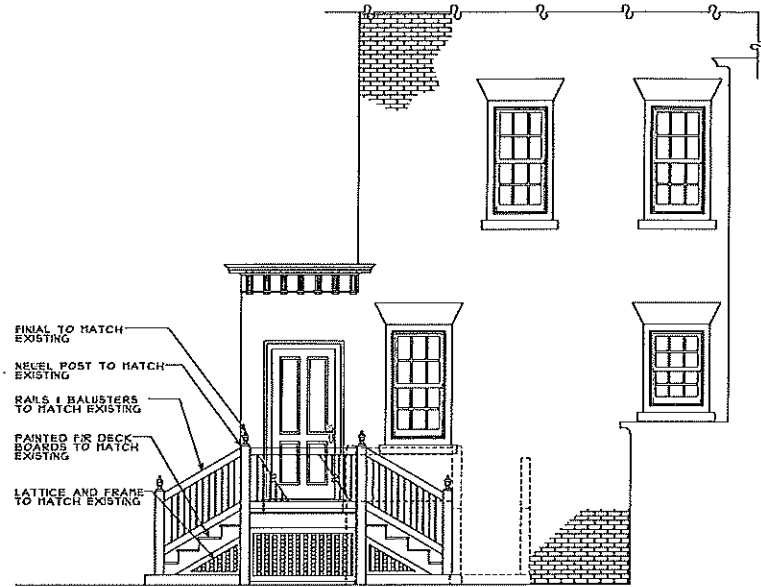 FINIAL TO MATCH
EXISTING
NEWEL POST TO MATCH
EXISTING
RAILS & BALUSTERS
TO MATCH EXISTING
PAINTED FIR DECK
BOARDS TO MATCH
EXISTING
LATTICE AND FRAME
TO MATCH EXISTING